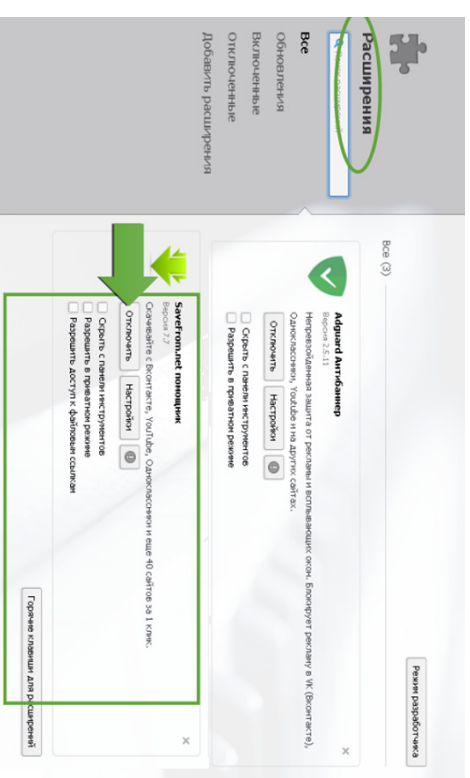 Расширения
Все
Обновления
Включенные
Отключенные
Добавить расширения
Все (3)
Режим разработчика
Adguard Антибаннер
Версия 2.5.11
Непревзойденная защита от рекламы и всплывающих окон. Блокирует рекламу в VK (Вконтакте),
Одноклассники, Youtube и на других сайтах.
Отключить Настройки
Скрыть с панели инструментов
Разрешить в приватном режиме
SaveFrom.net помощник
Версия 7.7
Скачивайте с Вконтакте, YouTube, Одноклассники и еще 40 сайтов за 1 клик.
Отключить Настройки
Скрыть с панели инструментов
Разрешить в приватном режиме
Разрешить доступ к файловым ссылкам
Горячие клавиши для расширений